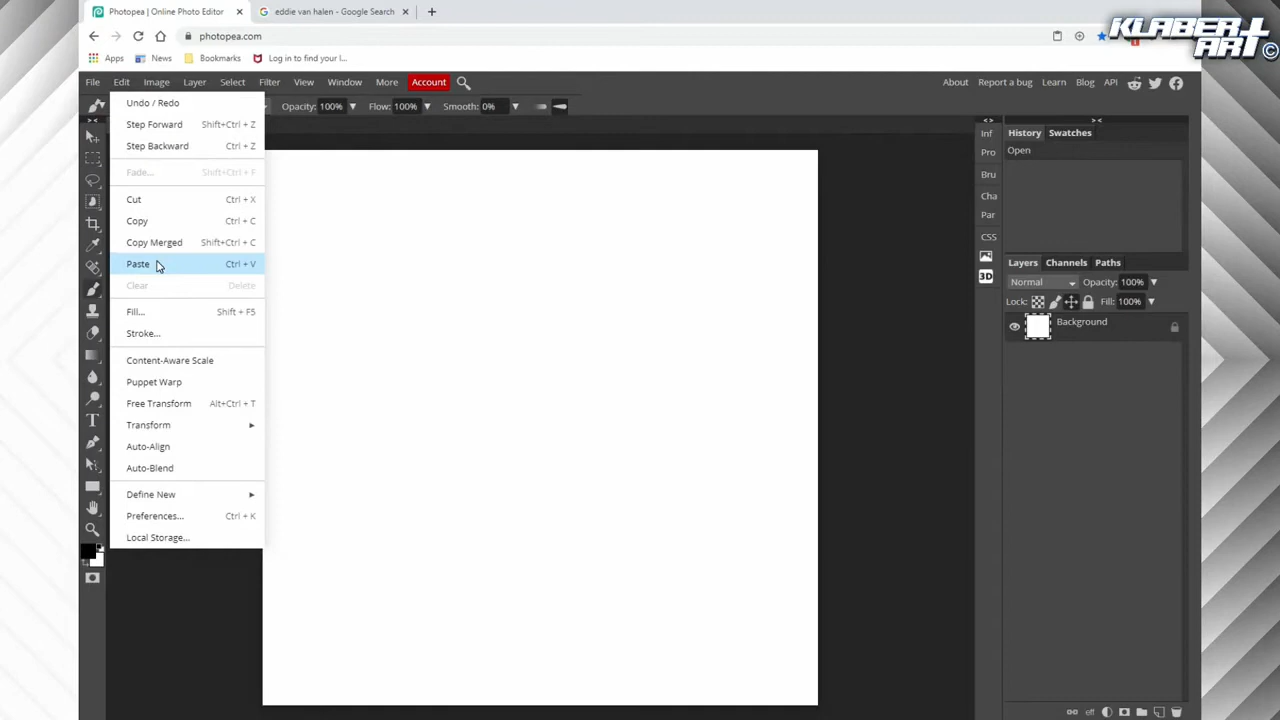 Photopea | Online Photo Editor
eddie van halen - Google Search
photopea.com
Apps News Bookmarks Log in to find your l...
KLABERT
ART ©
File Edit Image Layer Select Filter View Window More Account
About Report a bug Learn Blog API
Opacity: 100% Flow: 100% Smooth: 0%
Undo / Redo
Step Forward Shift+Ctrl + Z
Step Backward Ctrl + Z
Fade... Shift+Ctrl + F
Cut Ctrl + X
Copy Ctrl + C
Copy Merged Shift+Ctrl + C
Paste Ctrl + V
Clear Delete
Fill... Shift + F5
Stroke...
Content-Aware Scale
Puppet Warp
Free Transform Alt+Ctrl + T
Transform
Auto-Align
Auto-Blend
Define New
Preferences... Ctrl + K
Local Storage...
Inf
Pro
Bru
Cha
Par
CSS
3D
History Swatches
Open
Layers Channels Paths
Normal Opacity: 100%
Lock: Fill: 100%
Background
eff